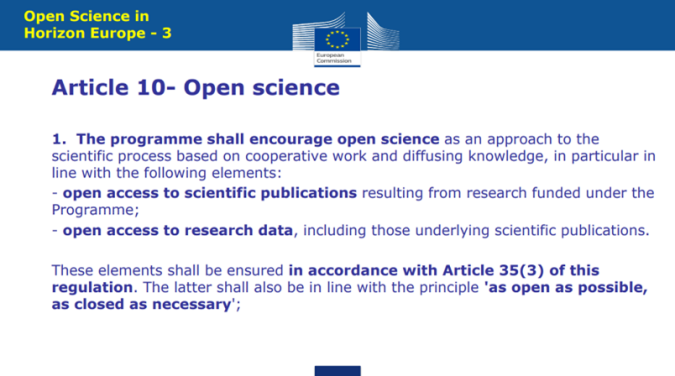 Open Science in
Horizon Europe - 3
European
Commission
Article 10- Open science
1. The programme shall encourage open science as an approach to the
scientific process based on cooperative work and diffusing knowledge, in particular in
line with the following elements:
- open access to scientific publications resulting from research funded under the
Programme;
- open access to research data, including those underlying scientific publications.
These elements shall be ensured in accordance with Article 35(3) of this
regulation. The latter shall also be in line with the principle 'as open as possible,
as closed as necessary';